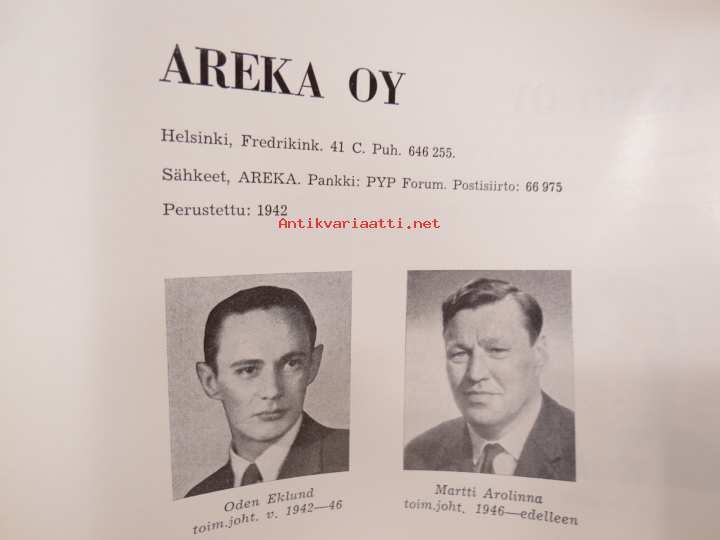 AREKA OY
Helsinki, Fredrikink. 41 C. Puh. 646 255.
Sähkeet, AREKA. Pankki: PYP Forum. Postisiirto: 66 975
Perustettu: 1942
Antikvariaatti.net
Oden Eklund
toim.joht. v. 1942—46
Martti Arolinna
toim.joht. 1946—edelleen